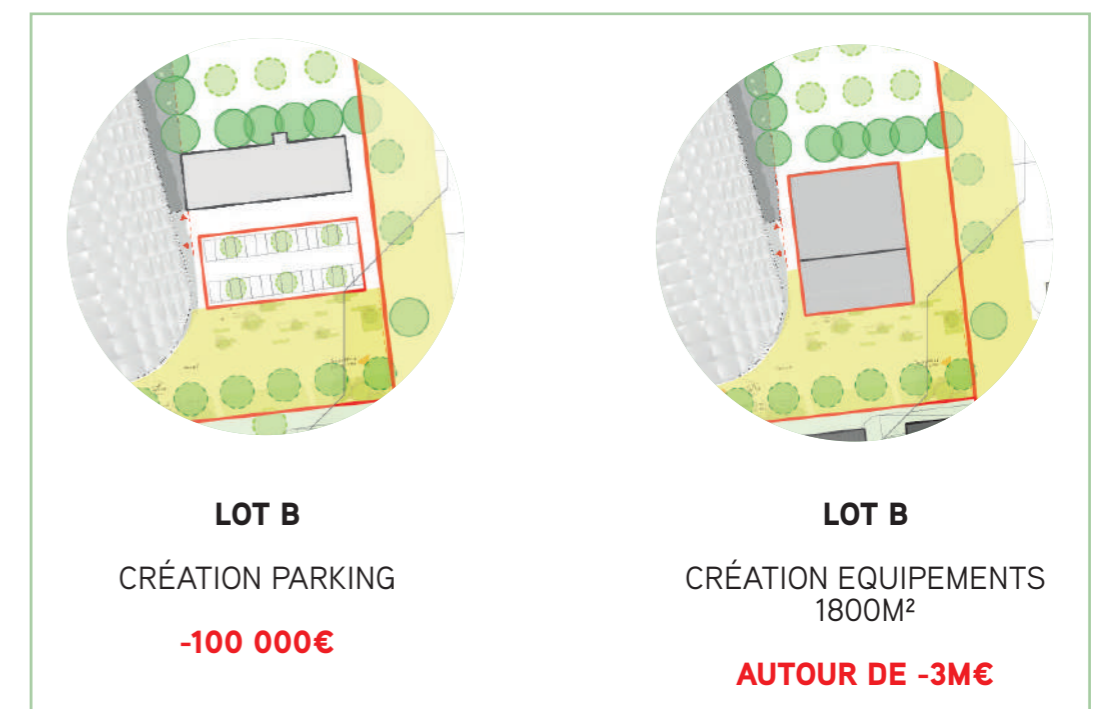 LOT B
CRÉATION PARKING
-100 000€
LOT B
CRÉATION EQUIPEMENTS
1800M²
AUTOUR DE -3M€